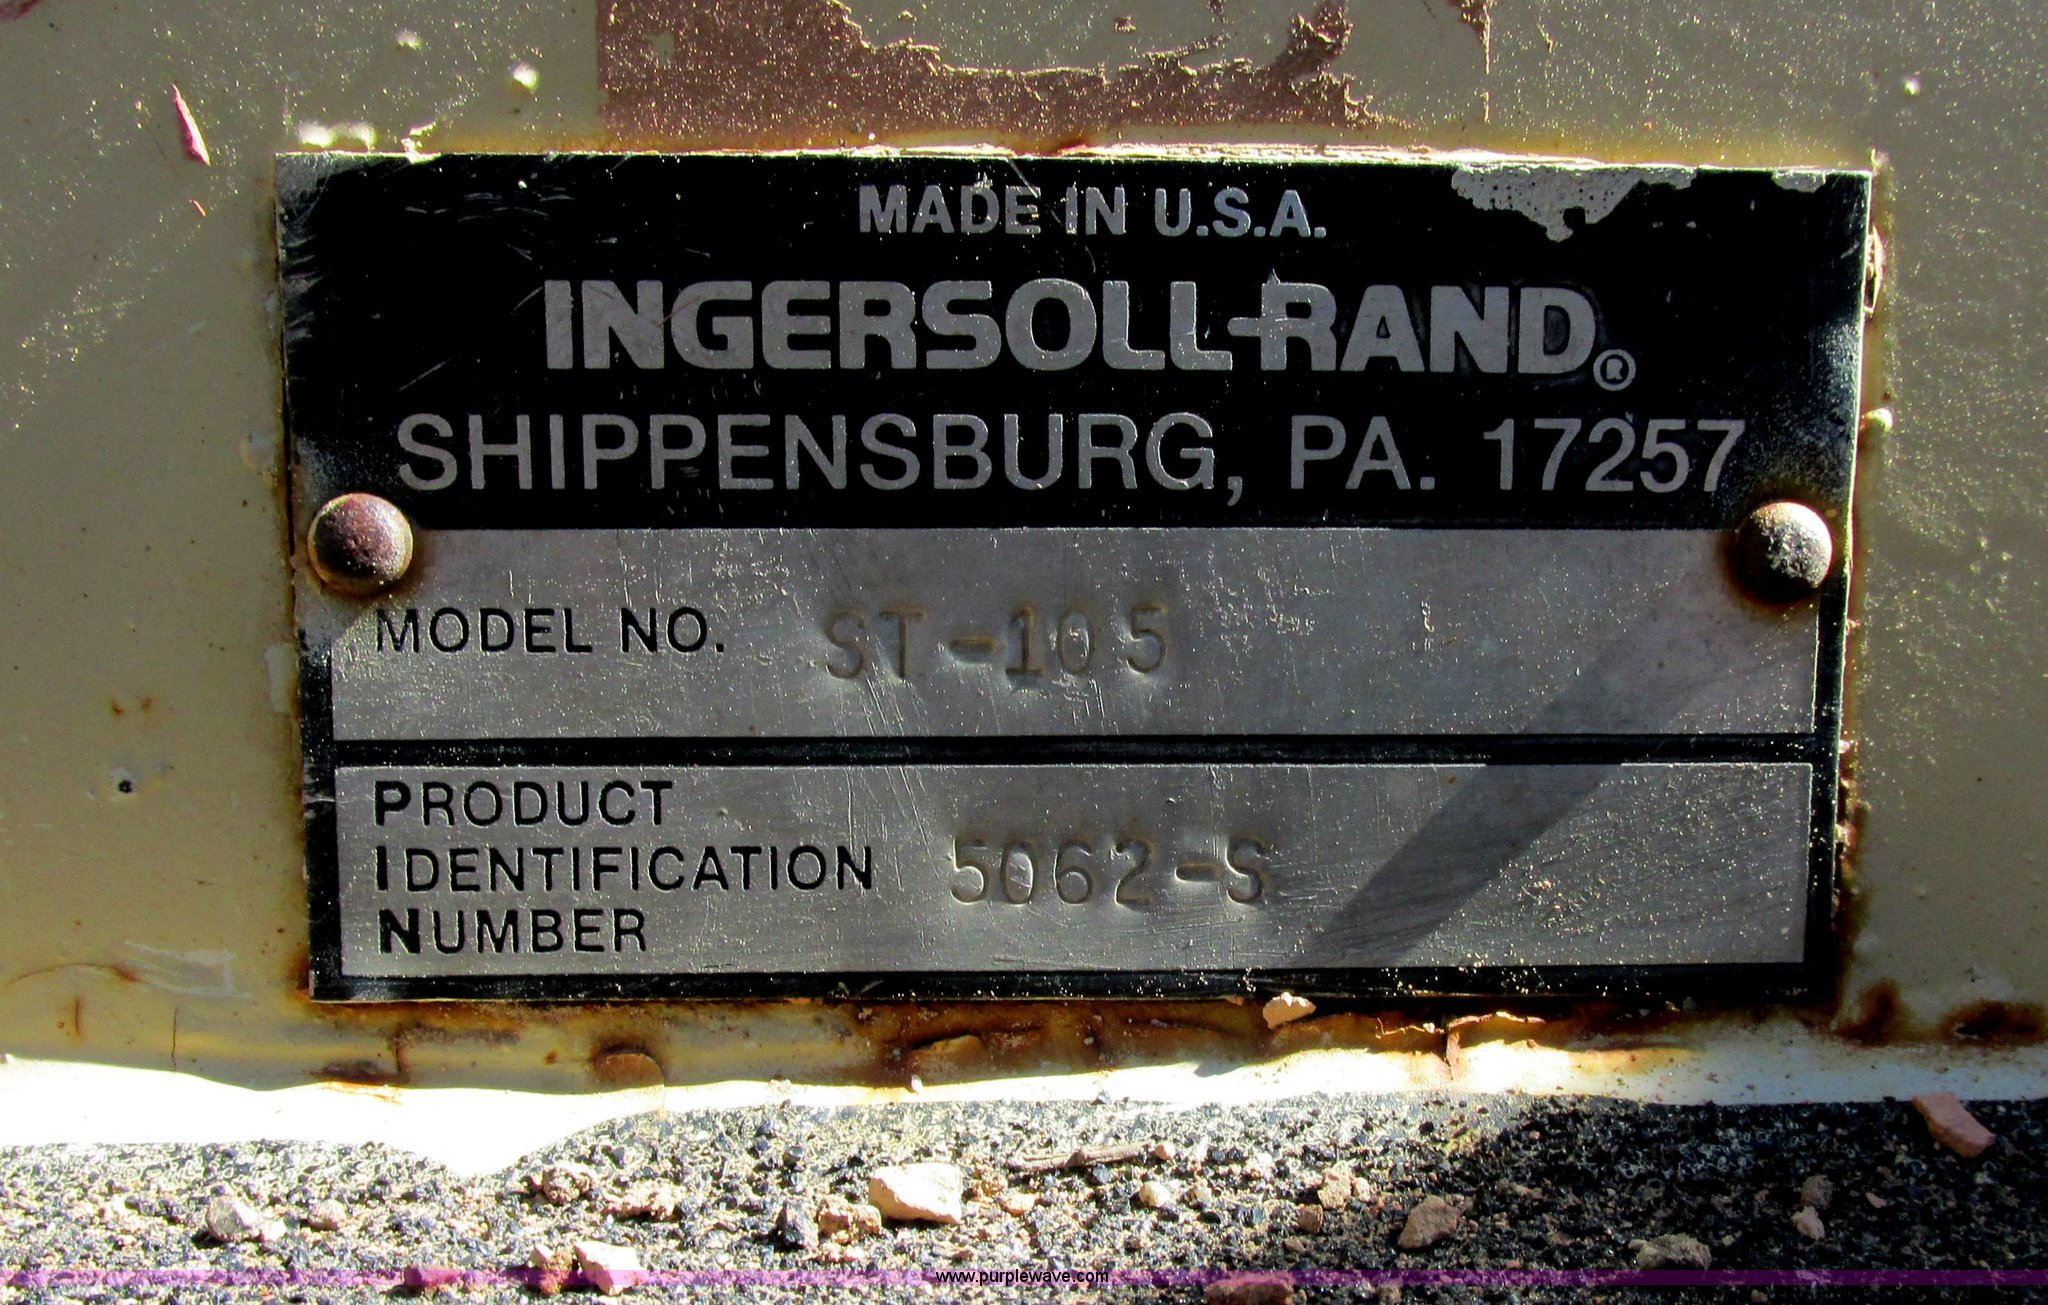 MADE IN U.S.A.
INGERSOLL-RAND®
SHIPPENSBURG, PA. 17257
MODEL NO. ST-105
PRODUCT
IDENTIFICATION 5062-S
NUMBER
www.purplewave.com